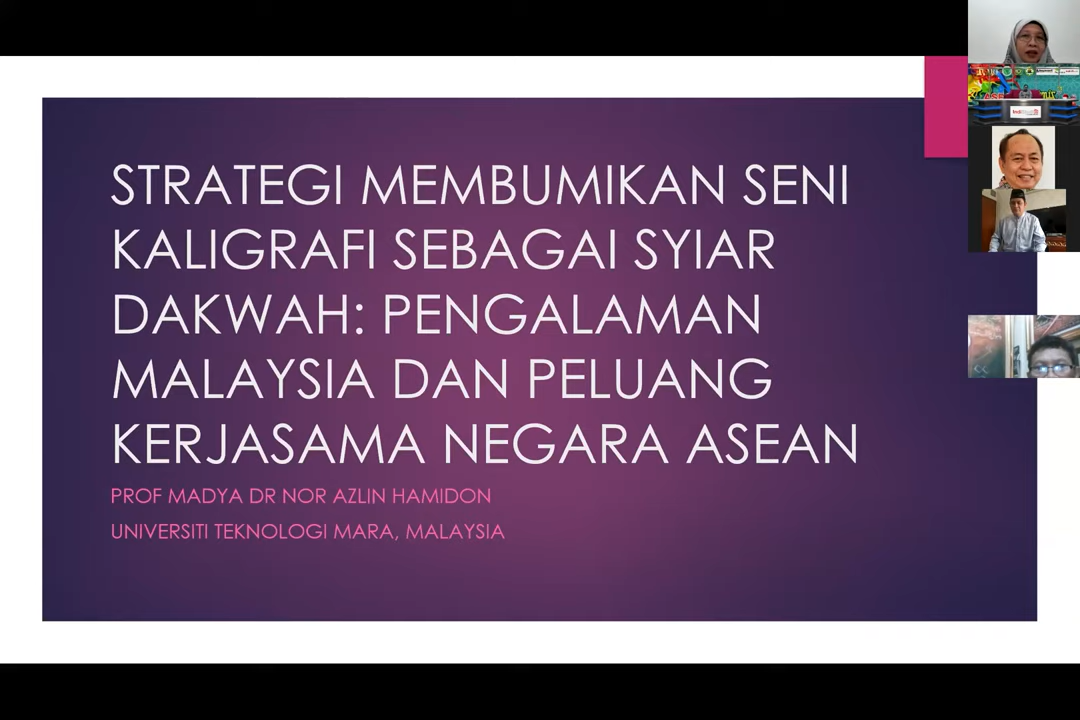 STRATEGI MEMBUMIKAN SENI
KALIGRAFI SEBAGAI SYIAR
DAKWAH: PENGALAMAN
MALAYSIA DAN PELUANG
KERJASAMA NEGARA ASEAN
PROF MADYA DR NOR AZLIN HAMIDON
UNIVERSITI TEKNOLOGI MARA, MALAYSIA